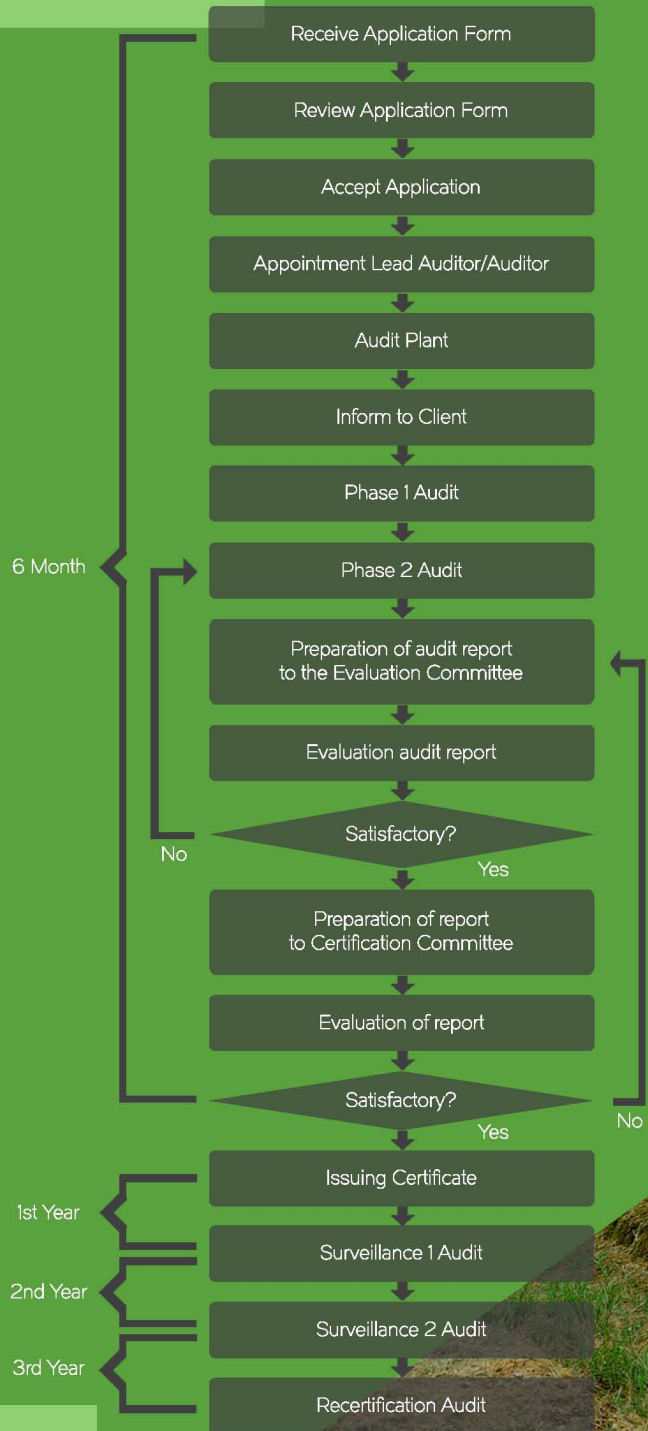 Receive Application Form
Review Application Form
Accept Application
Appointment Lead Auditor/Auditor
Audit Plant
Inform to Client
Phase 1 Audit
6 Month
Phase 2 Audit
Preparation of audit report
to the Evaluation Committee
Evaluation audit report
Satisfactory?
No
Yes
Preparation of report
to Certification Committee
Evaluation of report
Satisfactory?
No
Yes
Issuing Certificate
1st Year
Surveillance 1 Audit
2nd Year
Surveillance 2 Audit
3rd Year
Recertification Audit